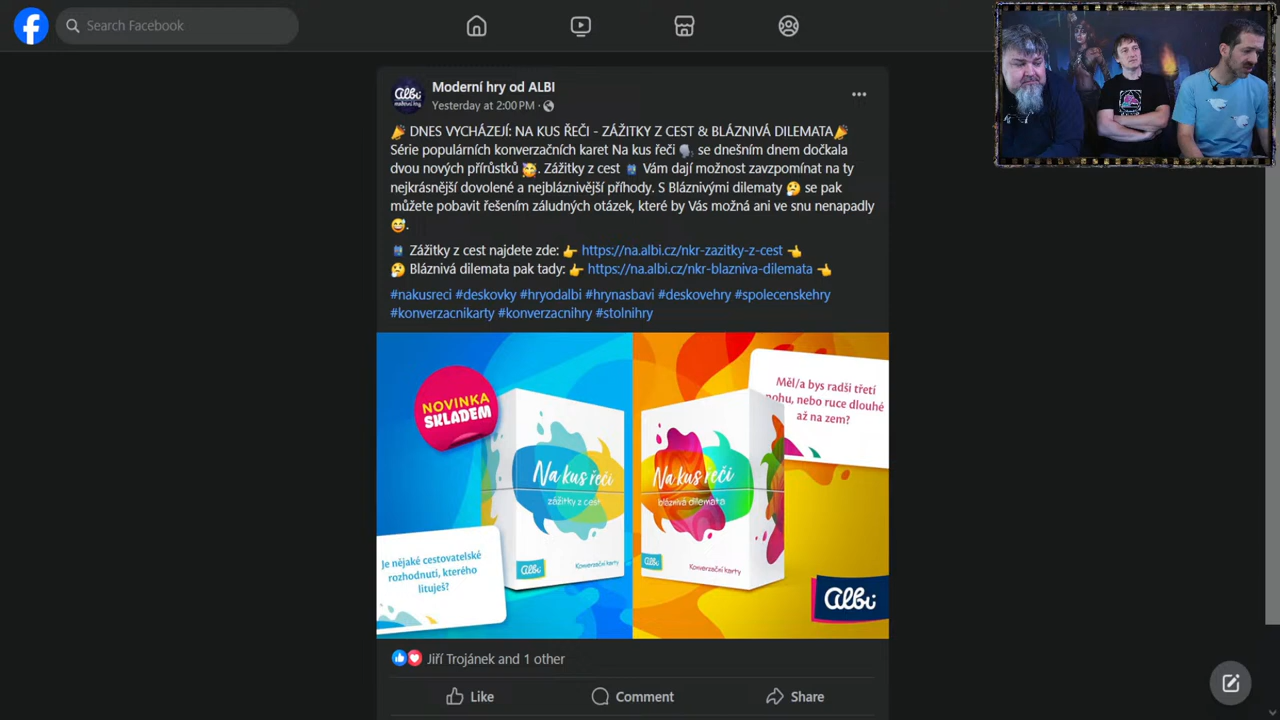 Search Facebook
Moderní hry od ALBI
Yesterday at 2:00 PM ·
DNES VYCHÁZEJÍ: NA KUS ŘEČI - ZÁŽITKY Z CEST & BLÁZNIVÁ DILEMATA
Série populárních konverzačních karet Na kus řeči se dnešním dnem dočkala
dvou nových přírůstků. Zážitky z cest Vám dají možnost zavzpomínat na ty
nejkrásnější dovolené a nejbláznivější příhody. S Bláznivými dilematy se pak
můžete pobavit řešením záludných otázek, které by Vás možná ani ve snu nenapadly
.
Zážitky z cest najdete zde: https://na.albi.cz/nkr-zazitky-z-cest
Bláznivá dilemata pak tady: https://na.albi.cz/nkr-blazniva-dilemata
#nakusreci #deskovky #hryodalbi #hrynasbavi #deskovehry #spolecenskehry
#konverzacnikarty #konverzacnihry #stolnihry
NOVINKA
SKLADEM
Na kus řeči
zážitky z cest
Albi
Konverzační karty
Je nějaké cestovatelské
rozhodnutí, kterého
lituješ?
Měl/a bys radši třetí
nohu, nebo ruce dlouhé
až na zem?
Na kus řeči
bláznivá dilemata
Albi
Konverzační karty
Albi
Jiří Trojánek and 1 other
Like
Comment
Share